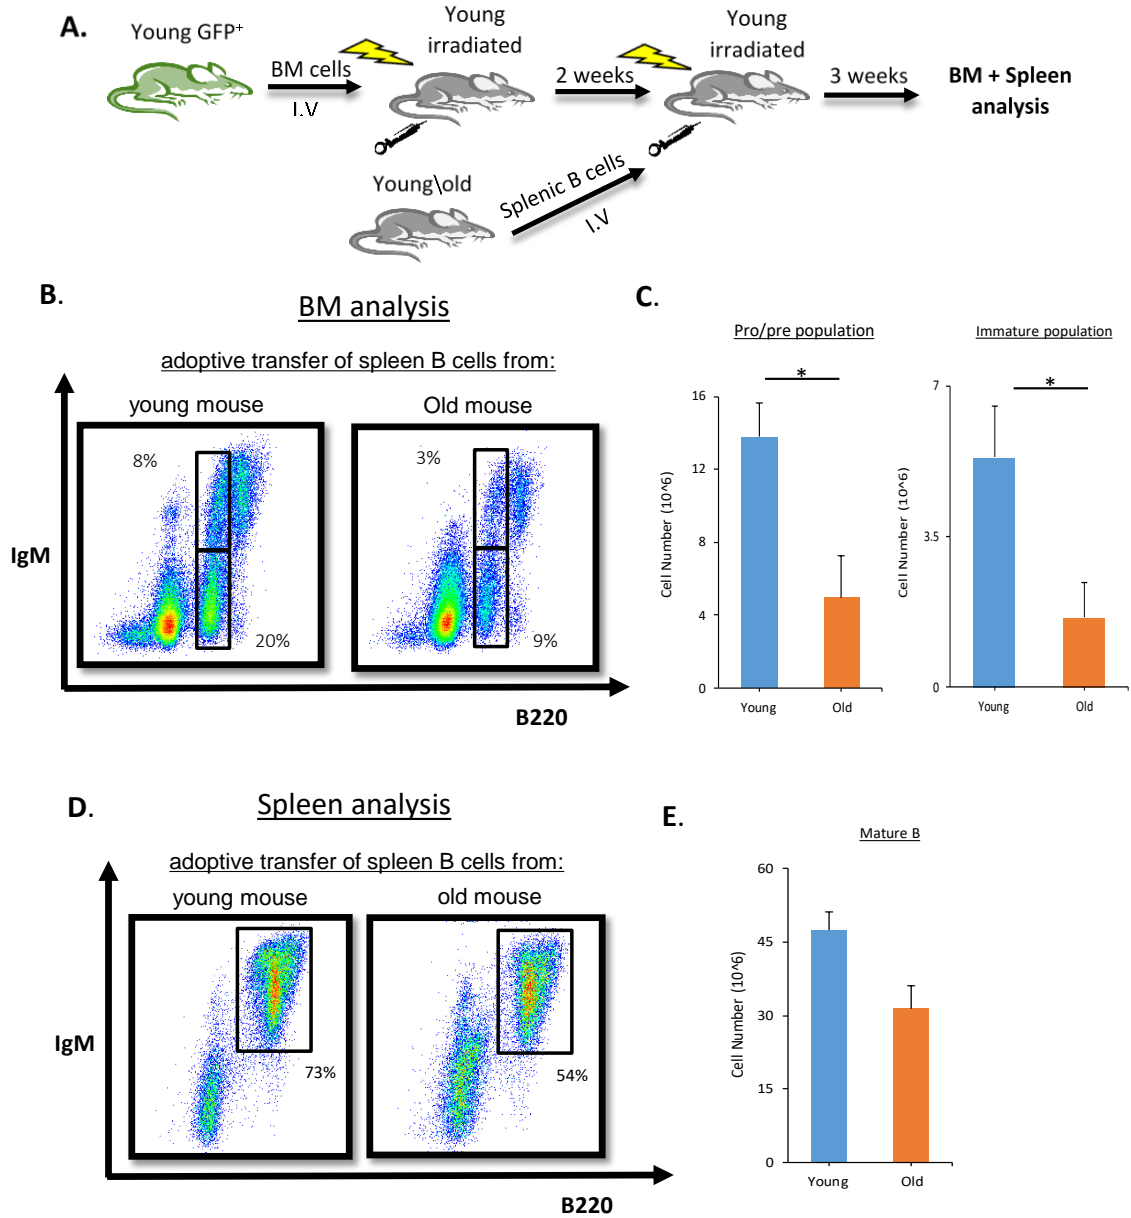 A.
Young GFP+
BM cells
I.V
Young
irradiated
2 weeks
Young
irradiated
3 weeks
BM + Spleen
analysis
Young\old
Splenic B cells
I.V
B.
BM analysis
adoptive transfer of spleen B cells from:
young mouse
Old mouse
8%
3%
IgM
20%
9%
B220
C.
Pro/pre population
*
16
12
8
4
0
Cell Number (10^6)
Young
Old
Immature population
*
7
3.5
0
Cell Number (10^6)
Young
Old
D.
Spleen analysis
adoptive transfer of spleen B cells from:
young mouse
old mouse
IgM
73%
54%
B220
E.
Mature B
60
45
30
15
0
Cell Number (10^6)
Young
Old